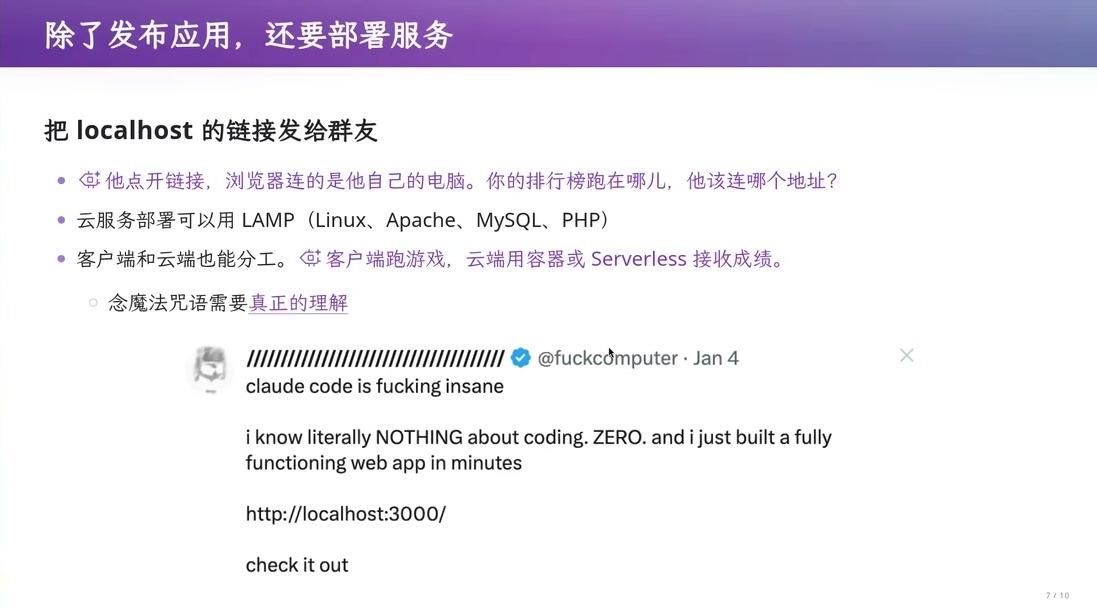 除了发布应用，还要部署服务
把 localhost 的链接发给群友
他点开链接，浏览器连的是他自己的电脑。你的排行榜跑在哪儿，他该连哪个地址？
云服务部署可以用 LAMP（Linux、Apache、MySQL、PHP）
客户端和云端也能分工。客户端跑游戏，云端用容器或 Serverless 接收成绩。
念魔法咒语需要真正的理解
///////////////////////////////////// @fuckcomputer · Jan 4
claude code is fucking insane
i know literally NOTHING about coding. ZERO. and i just built a fully
functioning web app in minutes
http://localhost:3000/
check it out
7 / 10